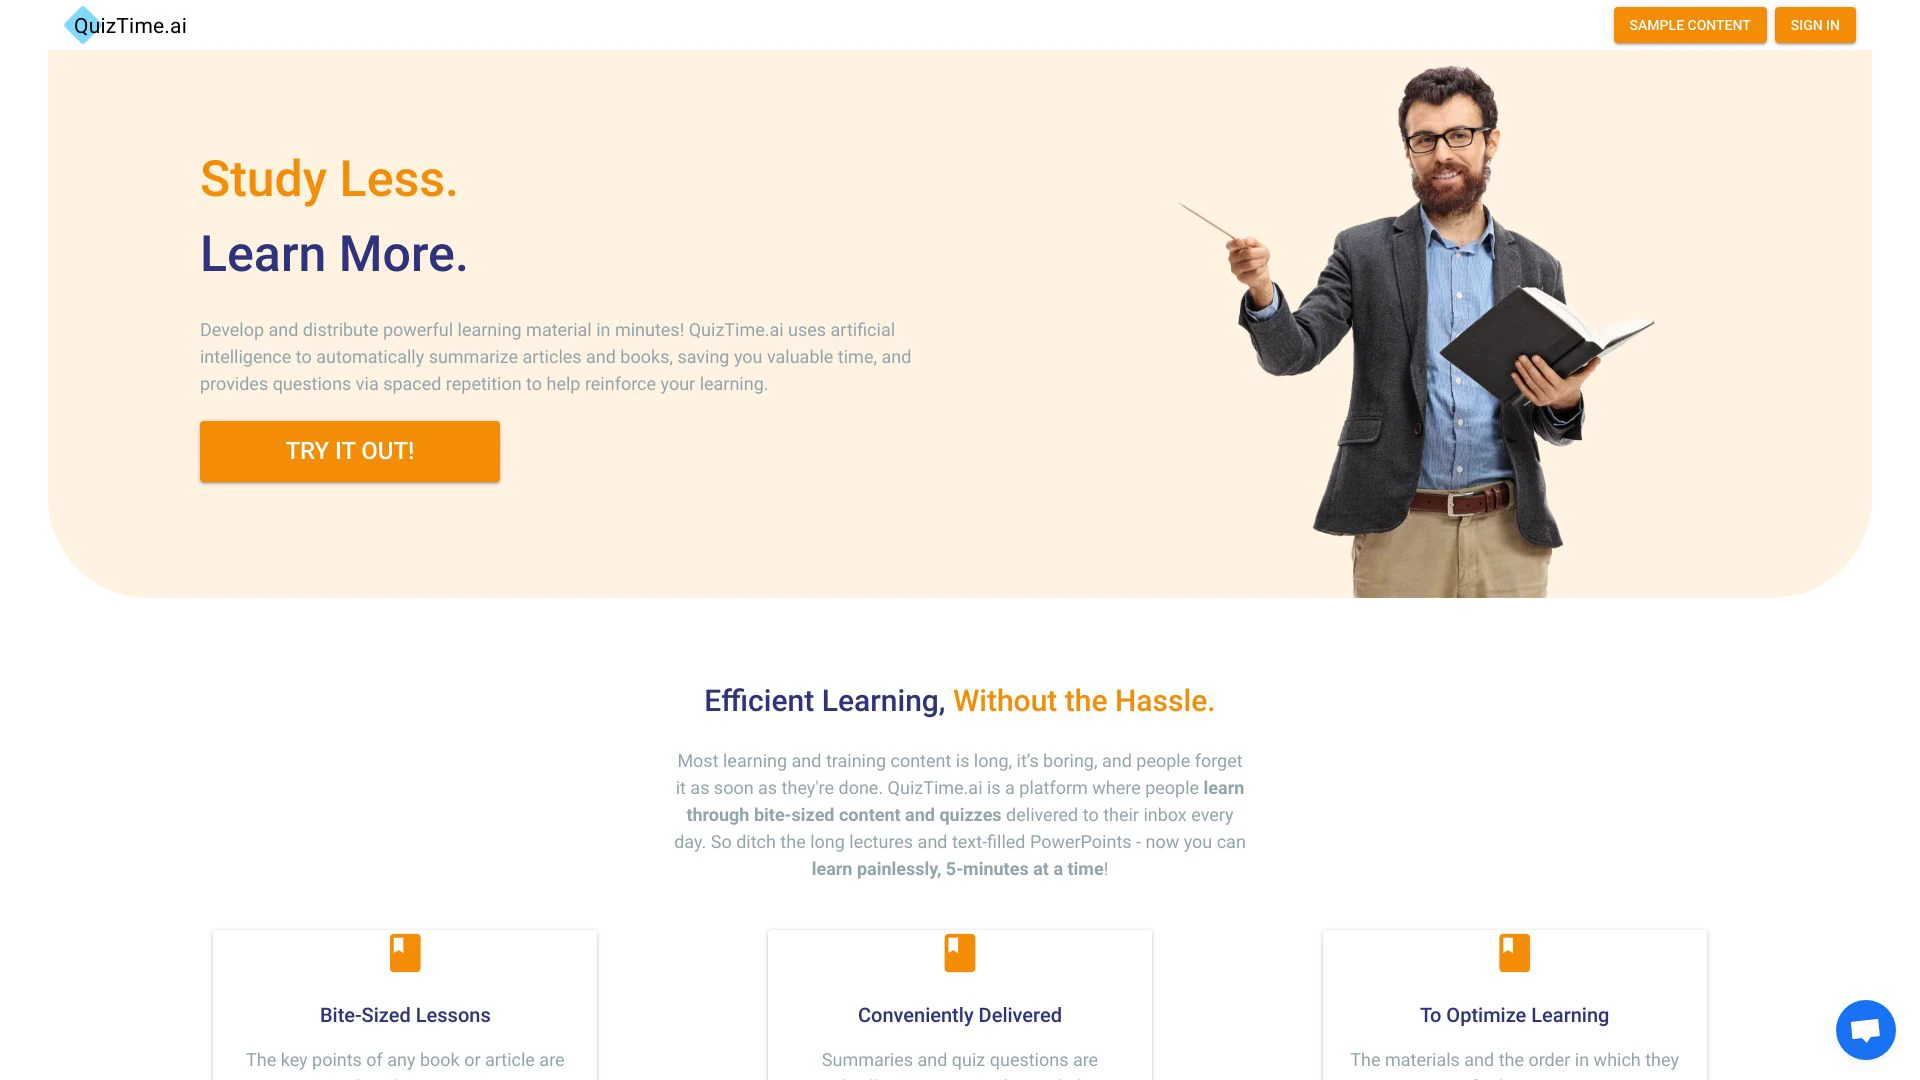 QuizTime.ai
SAMPLE CONTENT
SIGN IN
Study Less.
Learn More.
Develop and distribute powerful learning material in minutes! QuizTime.ai uses artificial
intelligence to automatically summarize articles and books, saving you valuable time, and
provides questions via spaced repetition to help reinforce your learning.
TRY IT OUT!
Efficient Learning, Without the Hassle.
Most learning and training content is long, it’s boring, and people forget
it as soon as they're done. QuizTime.ai is a platform where people learn
through bite-sized content and quizzes delivered to their inbox every
day. So ditch the long lectures and text-filled PowerPoints - now you can
learn painlessly, 5-minutes at a time!
Bite-Sized Lessons
The key points of any book or article are
Conveniently Delivered
Summaries and quiz questions are
To Optimize Learning
The materials and the order in which they